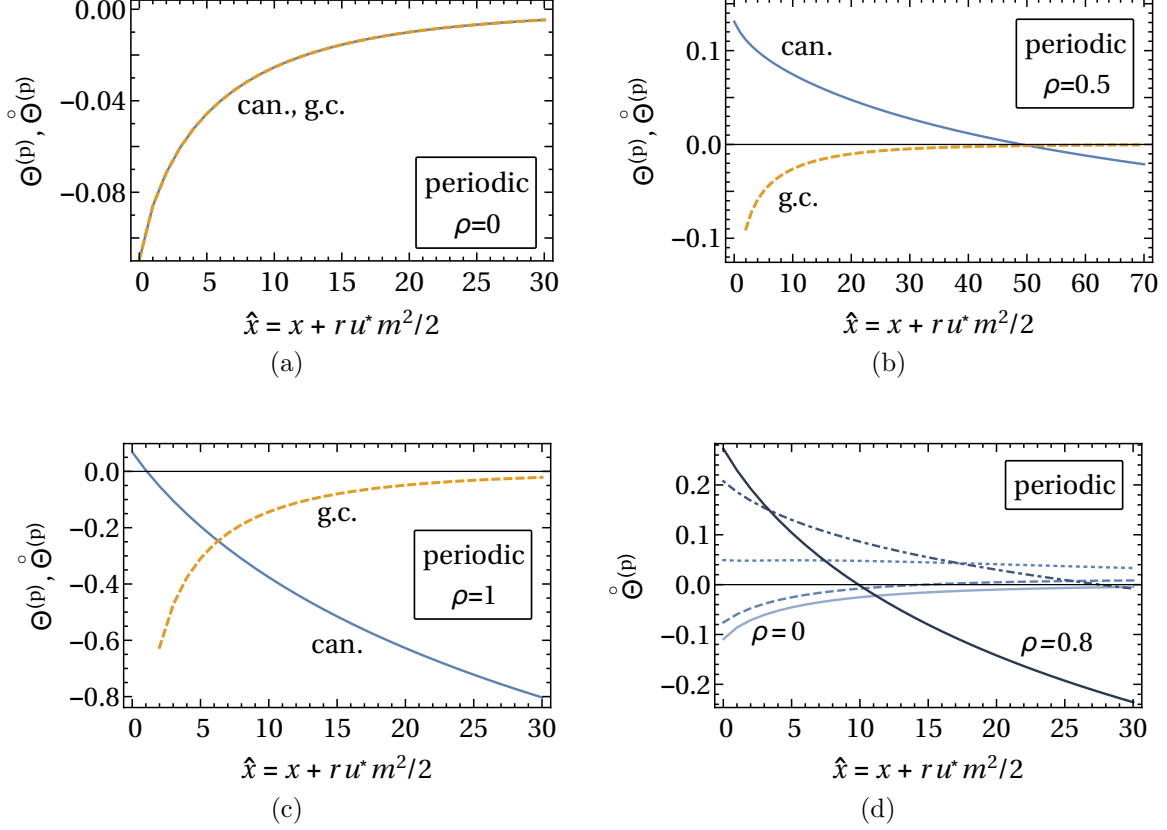 0.00
−0.04
−0.08
Θ(p), Θ̊(p)
can., g.c.
periodic
ρ=0
0 5 10 15 20 25 30
x̂ = x + r u* m²/2
(a)
0.1
0.0
−0.1
Θ(p), Θ̊(p)
can.
g.c.
periodic
ρ=0.5
0 10 20 30 40 50 60 70
x̂ = x + r u* m²/2
(b)
0.0
−0.2
−0.4
−0.6
−0.8
Θ(p), Θ̊(p)
g.c.
can.
periodic
ρ=1
0 5 10 15 20 25 30
x̂ = x + r u* m²/2
(c)
0.2
0.1
0.0
−0.1
−0.2
Θ̊(p)
periodic
ρ=0
ρ=0.8
0 5 10 15 20 25 30
x̂ = x + r u* m²/2
(d)